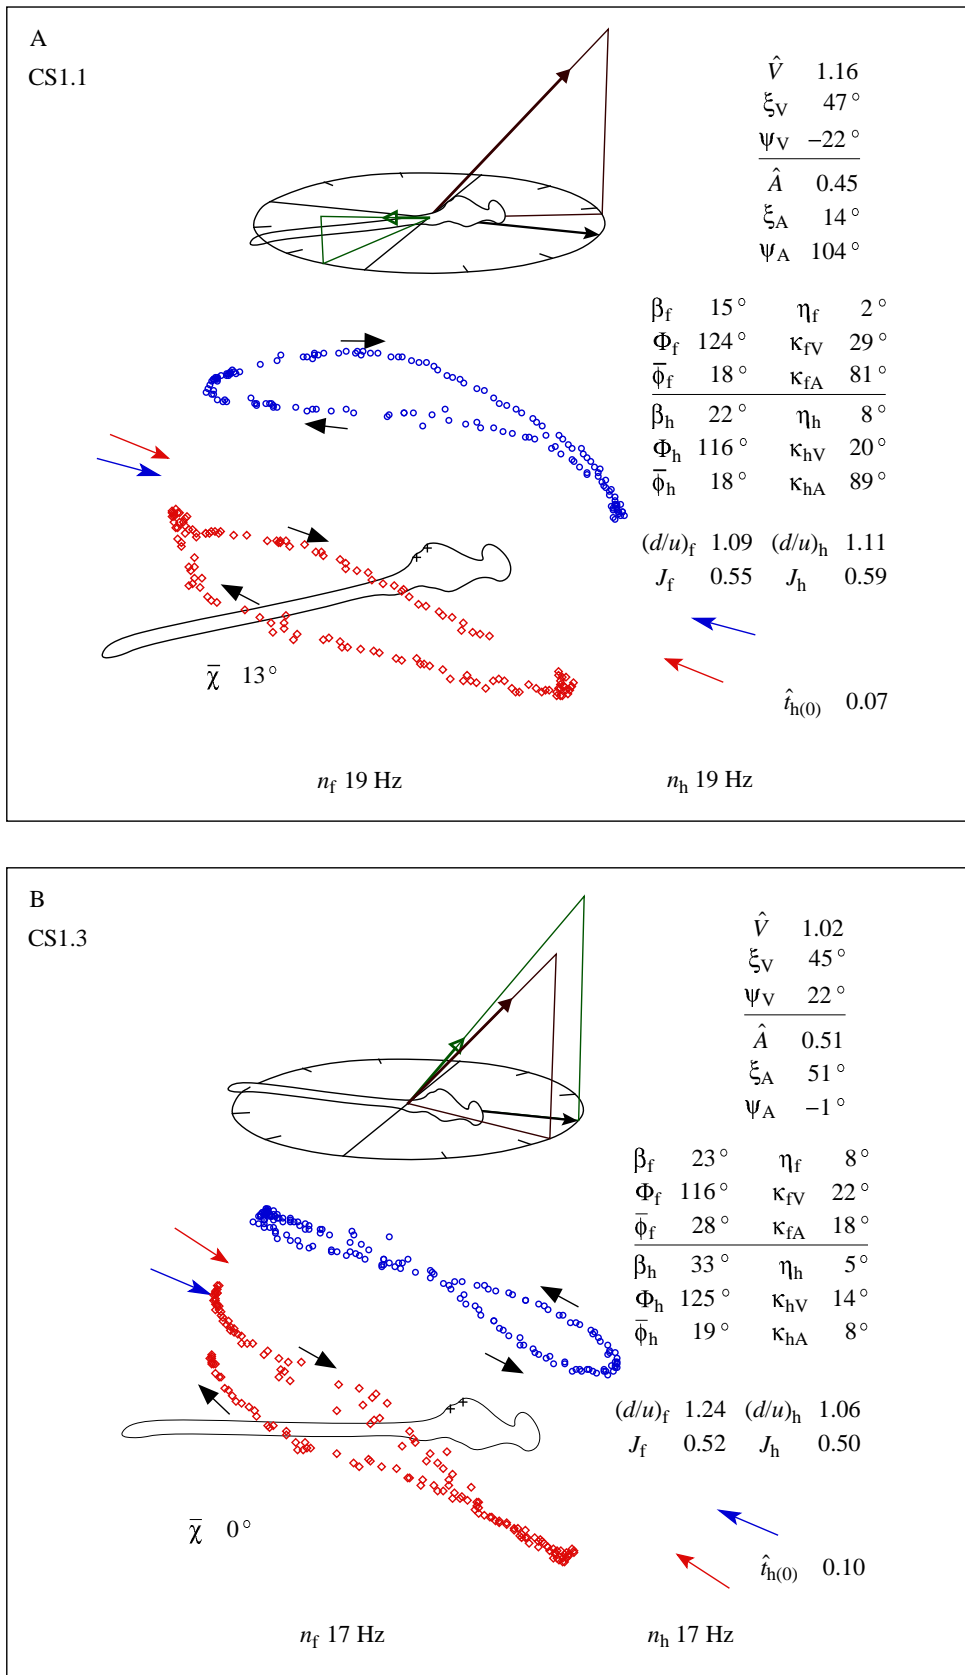 A
CS1.1
V̂ 1.16
ξV 47°
ψV −22°
Â 0.45
ξA 14°
ψA 104°
βf 15° ηf 2°
Φf 124° κfV 29°
ϕ̅f 18° κfA 81°
βh 22° ηh 8°
Φh 116° κhV 20°
ϕ̅h 18° κhA 89°
(d/u)f 1.09 (d/u)h 1.11
Jf 0.55 Jh 0.59
χ̅ 13°
t̂h(0) 0.07
nf 19 Hz nh 19 Hz
B
CS1.3
V̂ 1.02
ξV 45°
ψV 22°
Â 0.51
ξA 51°
ψA −1°
βf 23° ηf 8°
Φf 116° κfV 22°
ϕ̅f 28° κfA 18°
βh 33° ηh 5°
Φh 125° κhV 14°
ϕ̅h 19° κhA 8°
(d/u)f 1.24 (d/u)h 1.06
Jf 0.52 Jh 0.50
χ̅ 0°
t̂h(0) 0.10
nf 17 Hz nh 17 Hz